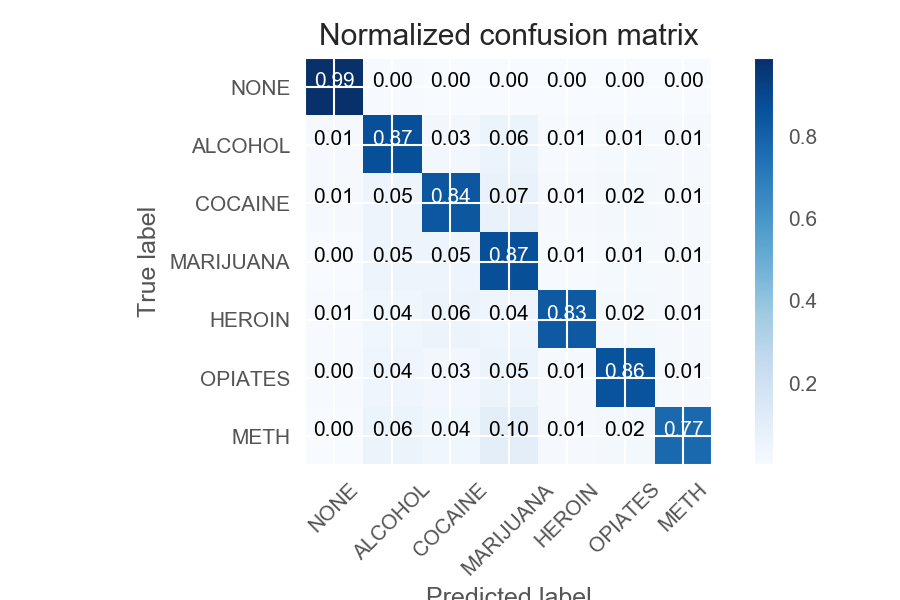 Normalized confusion matrix
True label
NONE 0.99 0.00 0.00 0.00 0.00 0.00 0.00
ALCOHOL 0.01 0.87 0.03 0.06 0.01 0.01 0.01
COCAINE 0.01 0.05 0.84 0.07 0.01 0.02 0.01
MARIJUANA 0.00 0.05 0.05 0.87 0.01 0.01 0.01
HEROIN 0.01 0.04 0.06 0.04 0.83 0.02 0.01
OPIATES 0.00 0.04 0.03 0.05 0.01 0.86 0.01
METH 0.00 0.06 0.04 0.10 0.01 0.02 0.77
NONE ALCOHOL COCAINE MARIJUANA HEROIN OPIATES METH
Predicted label
0.8
0.6
0.4
0.2